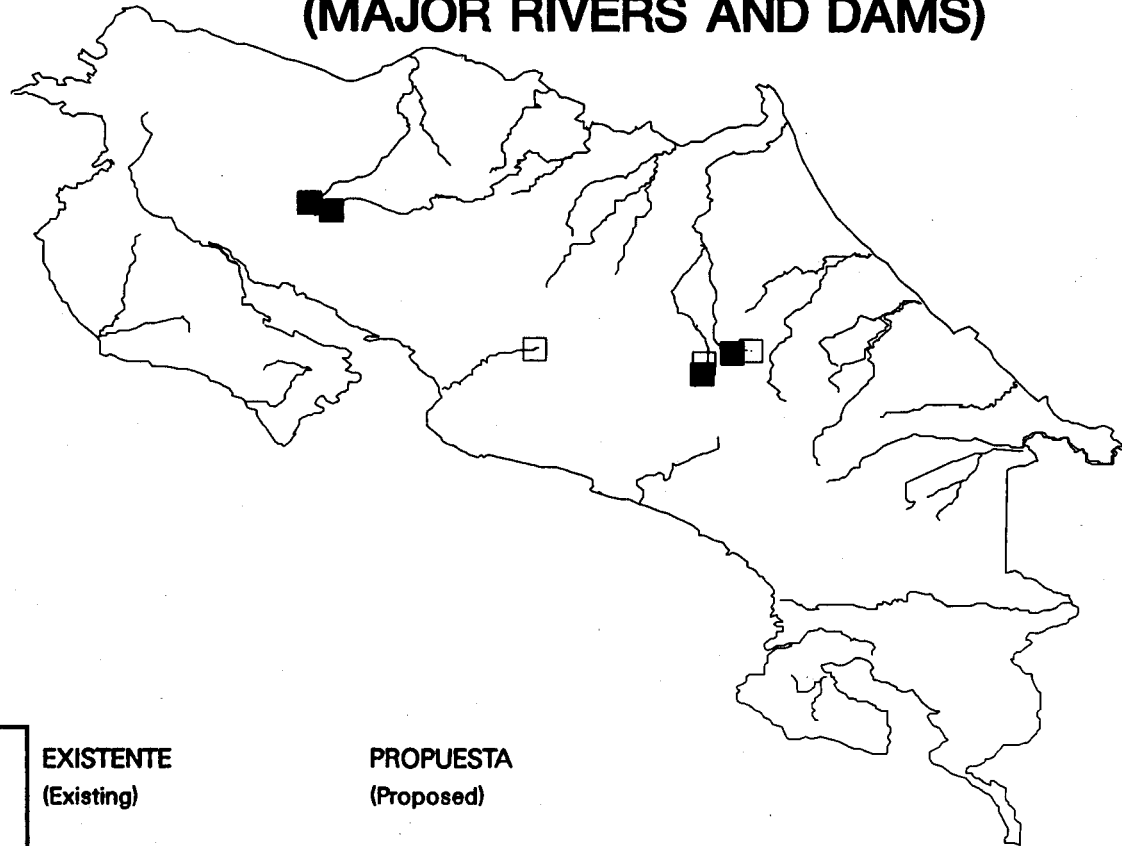 (MAJOR RIVERS AND DAMS)
EXISTENTE
(Existing)
PROPUESTA
(Proposed)